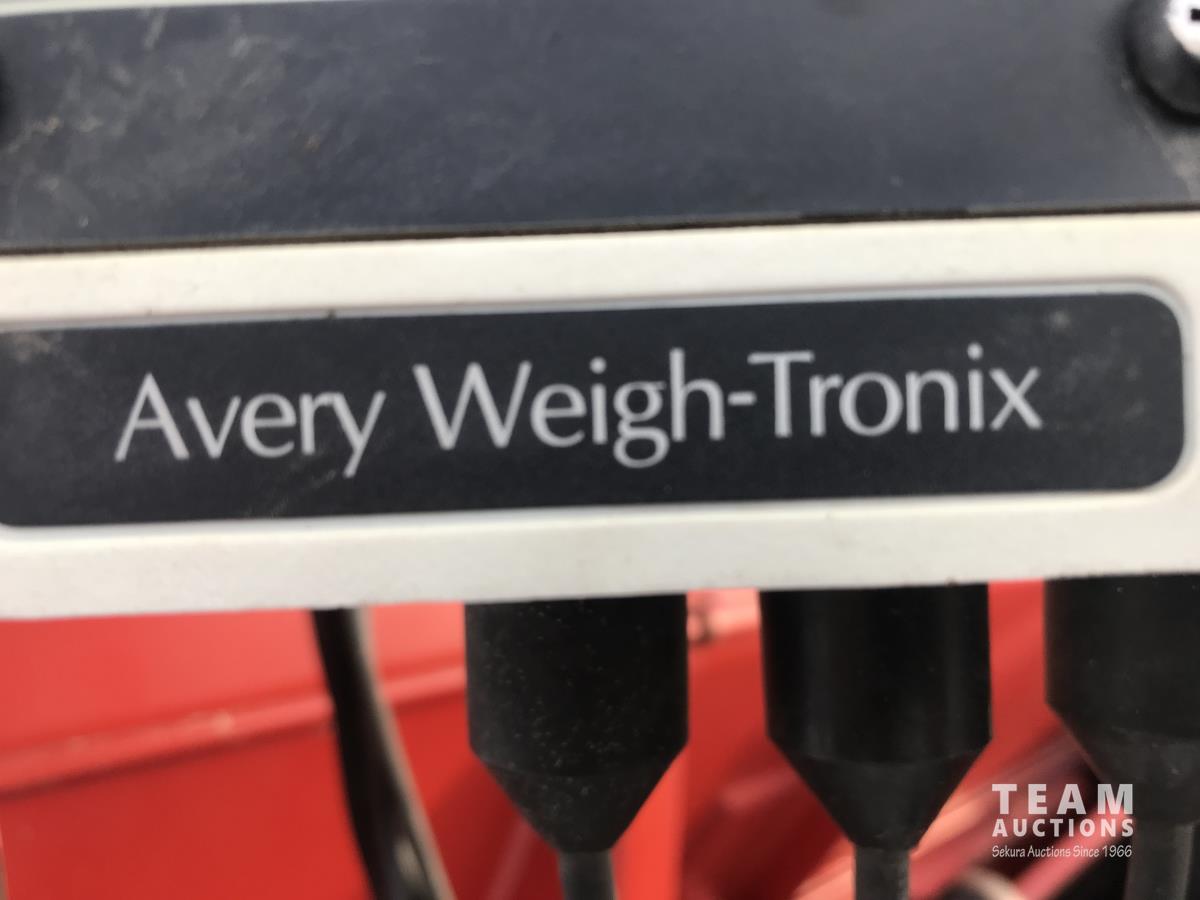 Avery Weigh-Tronix
TEAM
AUCTIONS
Sekura Auctions Since 1966